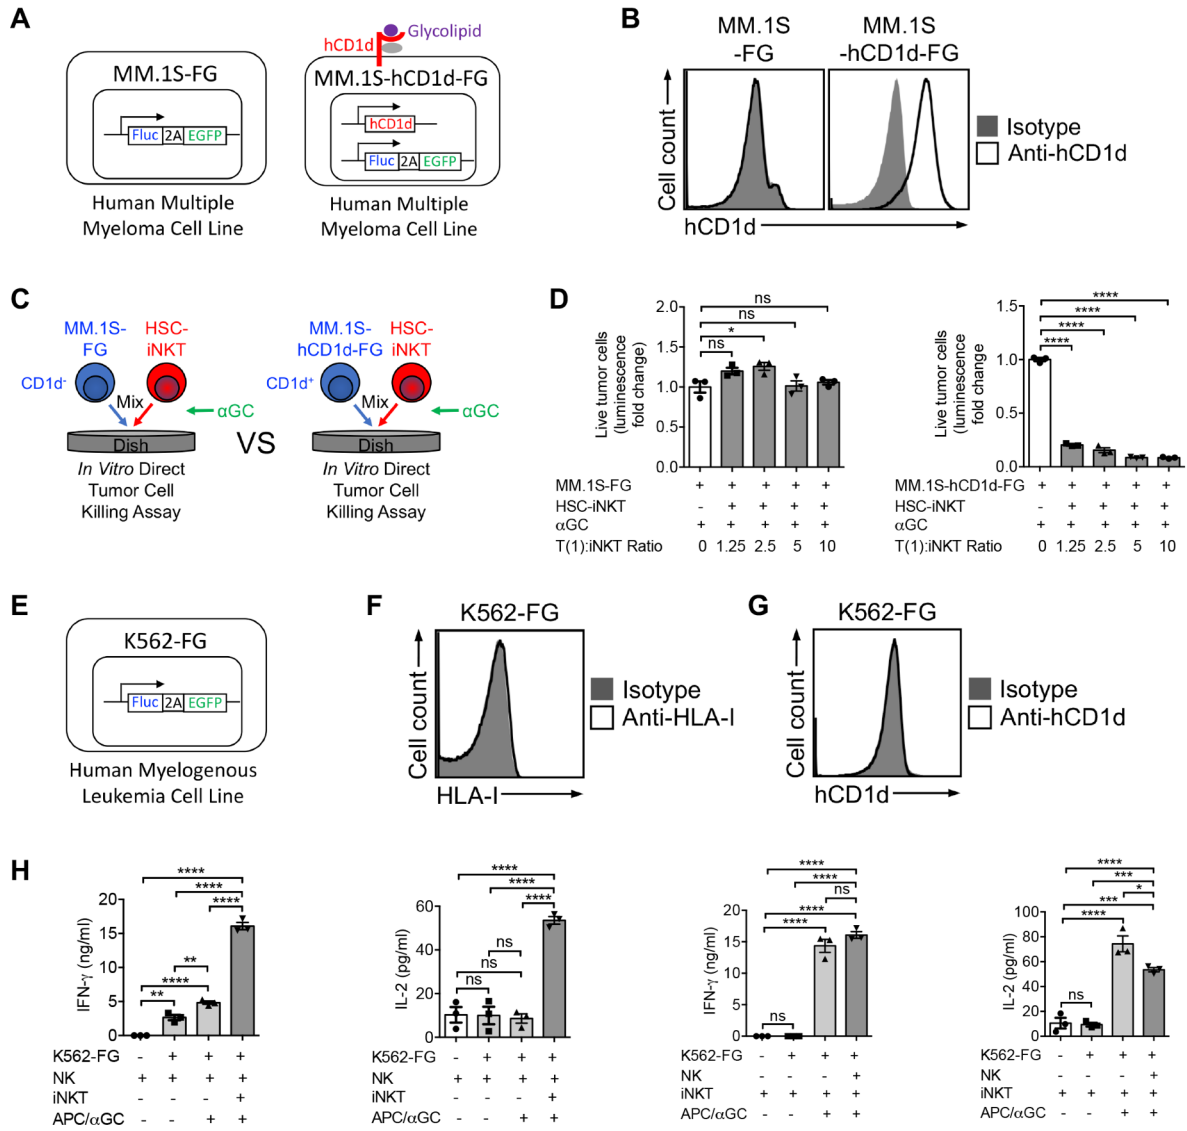 A
MM.1S-FG
Fluc 2A EGFP
Human Multiple
Myeloma Cell Line
hCD1d
Glycolipid
MM.1S-hCD1d-FG
hCD1d
Fluc 2A EGFP
Human Multiple
Myeloma Cell Line
B
MM.1S
-FG
MM.1S
-hCD1d-FG
Cell count
hCD1d
Isotype
Anti-hCD1d
C
MM.1S-
FG
HSC-
iNKT
CD1d-
Mix
αGC
Dish
In Vitro Direct
Tumor Cell
Killing Assay
VS
MM.1S-
hCD1d-FG
HSC-
iNKT
CD1d+
Mix
αGC
Dish
In Vitro Direct
Tumor Cell
Killing Assay
D
Live tumor cells
(luminescence
fold change)
2.0
1.5
1.0
0.5
0.0
ns
ns
*
ns
MM.1S-FG + + + + +
HSC-iNKT - + + + +
αGC + + + + +
T(1):iNKT Ratio 0 1.25 2.5 5 10
Live tumor cells
(luminescence
fold change)
1.5
1.0
0.5
0.0
****
****
****
****
MM.1S-hCD1d-FG + + + + +
HSC-iNKT - + + + +
αGC + + + + +
T(1):iNKT Ratio 0 1.25 2.5 5 10
E
K562-FG
Fluc 2A EGFP
Human Myelogenous
Leukemia Cell Line
F
K562-FG
Cell count
HLA-I
Isotype
Anti-HLA-I
G
K562-FG
Cell count
hCD1d
Isotype
Anti-hCD1d
H
IFN-γ (ng/ml)
20
15
10
5
0
****
****
****
**
****
**
K562-FG - + + +
NK + + + +
iNKT - - - +
APC/αGC - - + +
IL-2 (pg/ml)
60
40
20
0
****
****
****
ns
ns
ns
K562-FG - + + +
NK + + + +
iNKT - - - +
APC/αGC - - + +
IFN-γ (ng/ml)
20
15
10
5
0
****
****
ns
****
****
ns
K562-FG - + + +
NK - - - +
iNKT + + + +
APC/αGC - - + +
IL-2 (pg/ml)
100
80
60
40
20
0
****
***
*
***
****
ns
K562-FG - + + +
NK - - - +
iNKT + + + +
APC/αGC - - + +